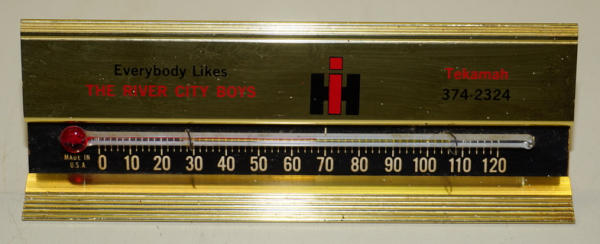 Everybody Likes
THE RIVER CITY BOYS
IH
Tekamah
374-2324
MADE IN
U.S.A
0 10 20 30 40 50 60 70 80 90 100 110 120